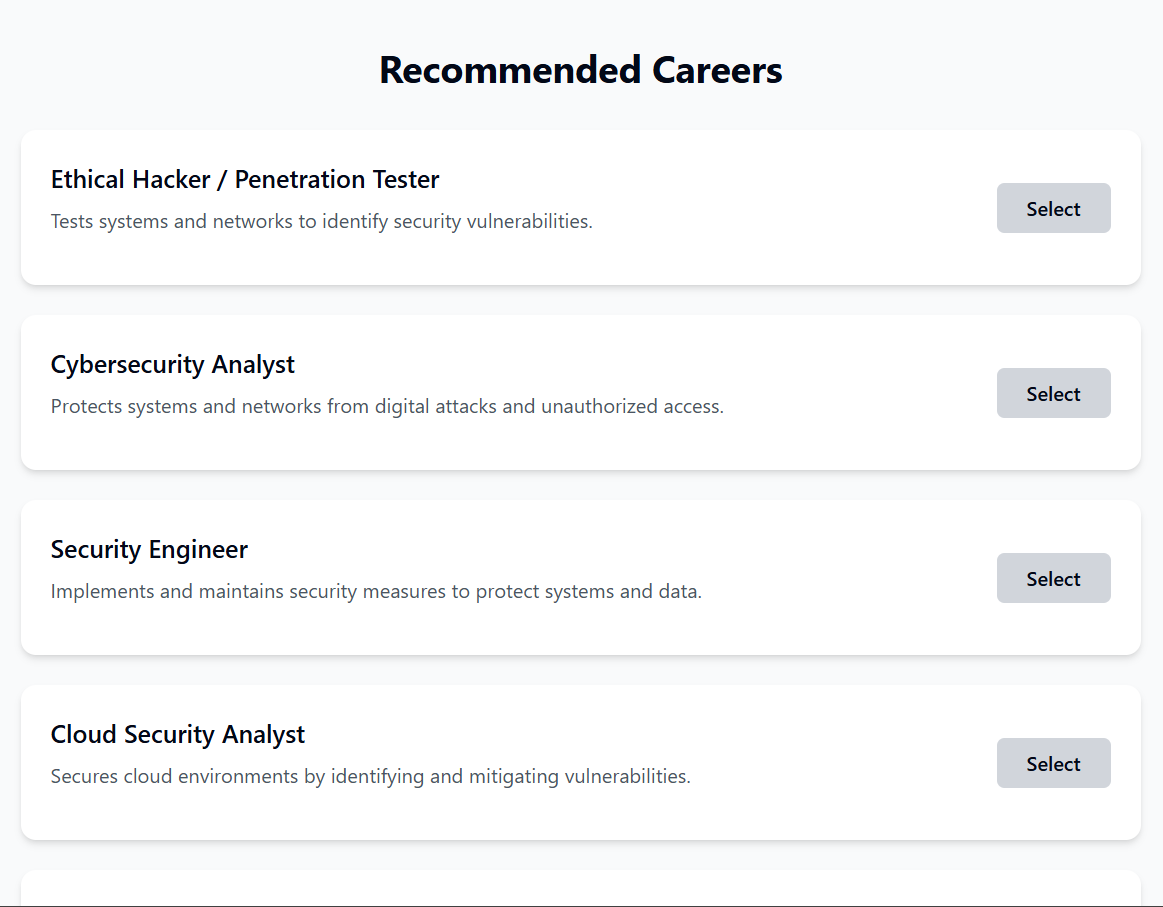 Recommended Careers
Ethical Hacker / Penetration Tester
Tests systems and networks to identify security vulnerabilities.
Select
Cybersecurity Analyst
Protects systems and networks from digital attacks and unauthorized access.
Select
Security Engineer
Implements and maintains security measures to protect systems and data.
Select
Cloud Security Analyst
Secures cloud environments by identifying and mitigating vulnerabilities.
Select